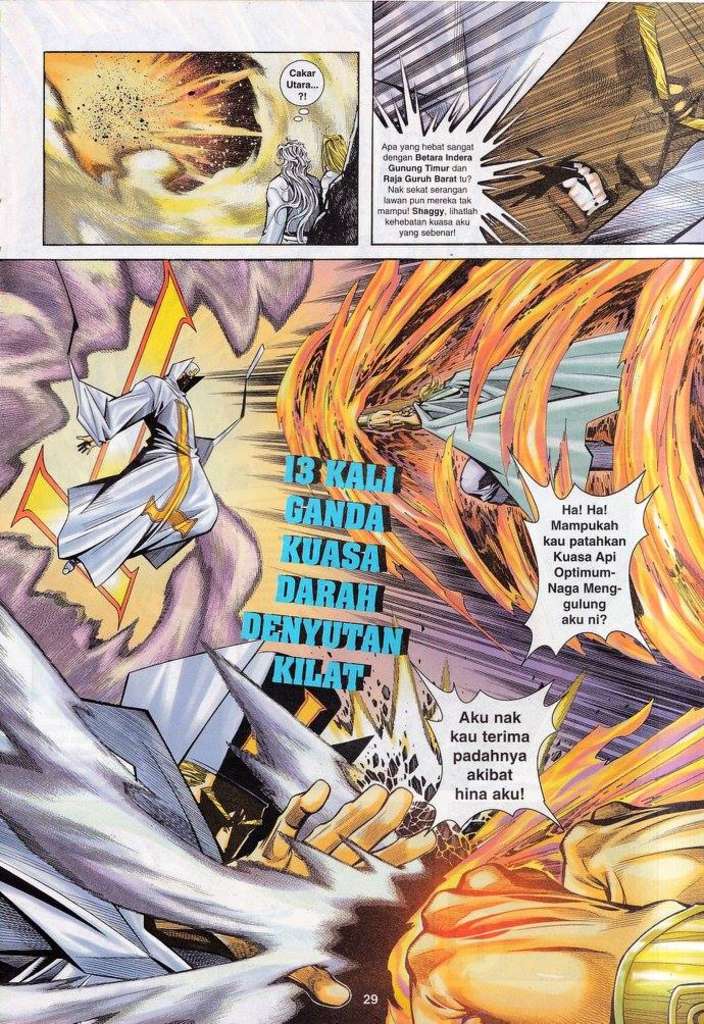 Cakar
Utara...
?!
Apa yang hebat sangat
dengan Betara Indera
Gunung Timur dan
Raja Guruh Barat tu?
Nak sekat serangan
lawan pun mereka tak
mampu! Shaggy, lihatlah
kehebatan kuasa aku
yang sebenar!
13 KALI
GANDA
KUASA
DARAH
DENYUTAN
KILAT
Ha! Ha!
Mampukah
kau patahkan
Kuasa Api
Optimum-
Naga Meng-
gulung
aku ni?
Aku nak
kau terima
padahnya
akibat
hina aku!
29